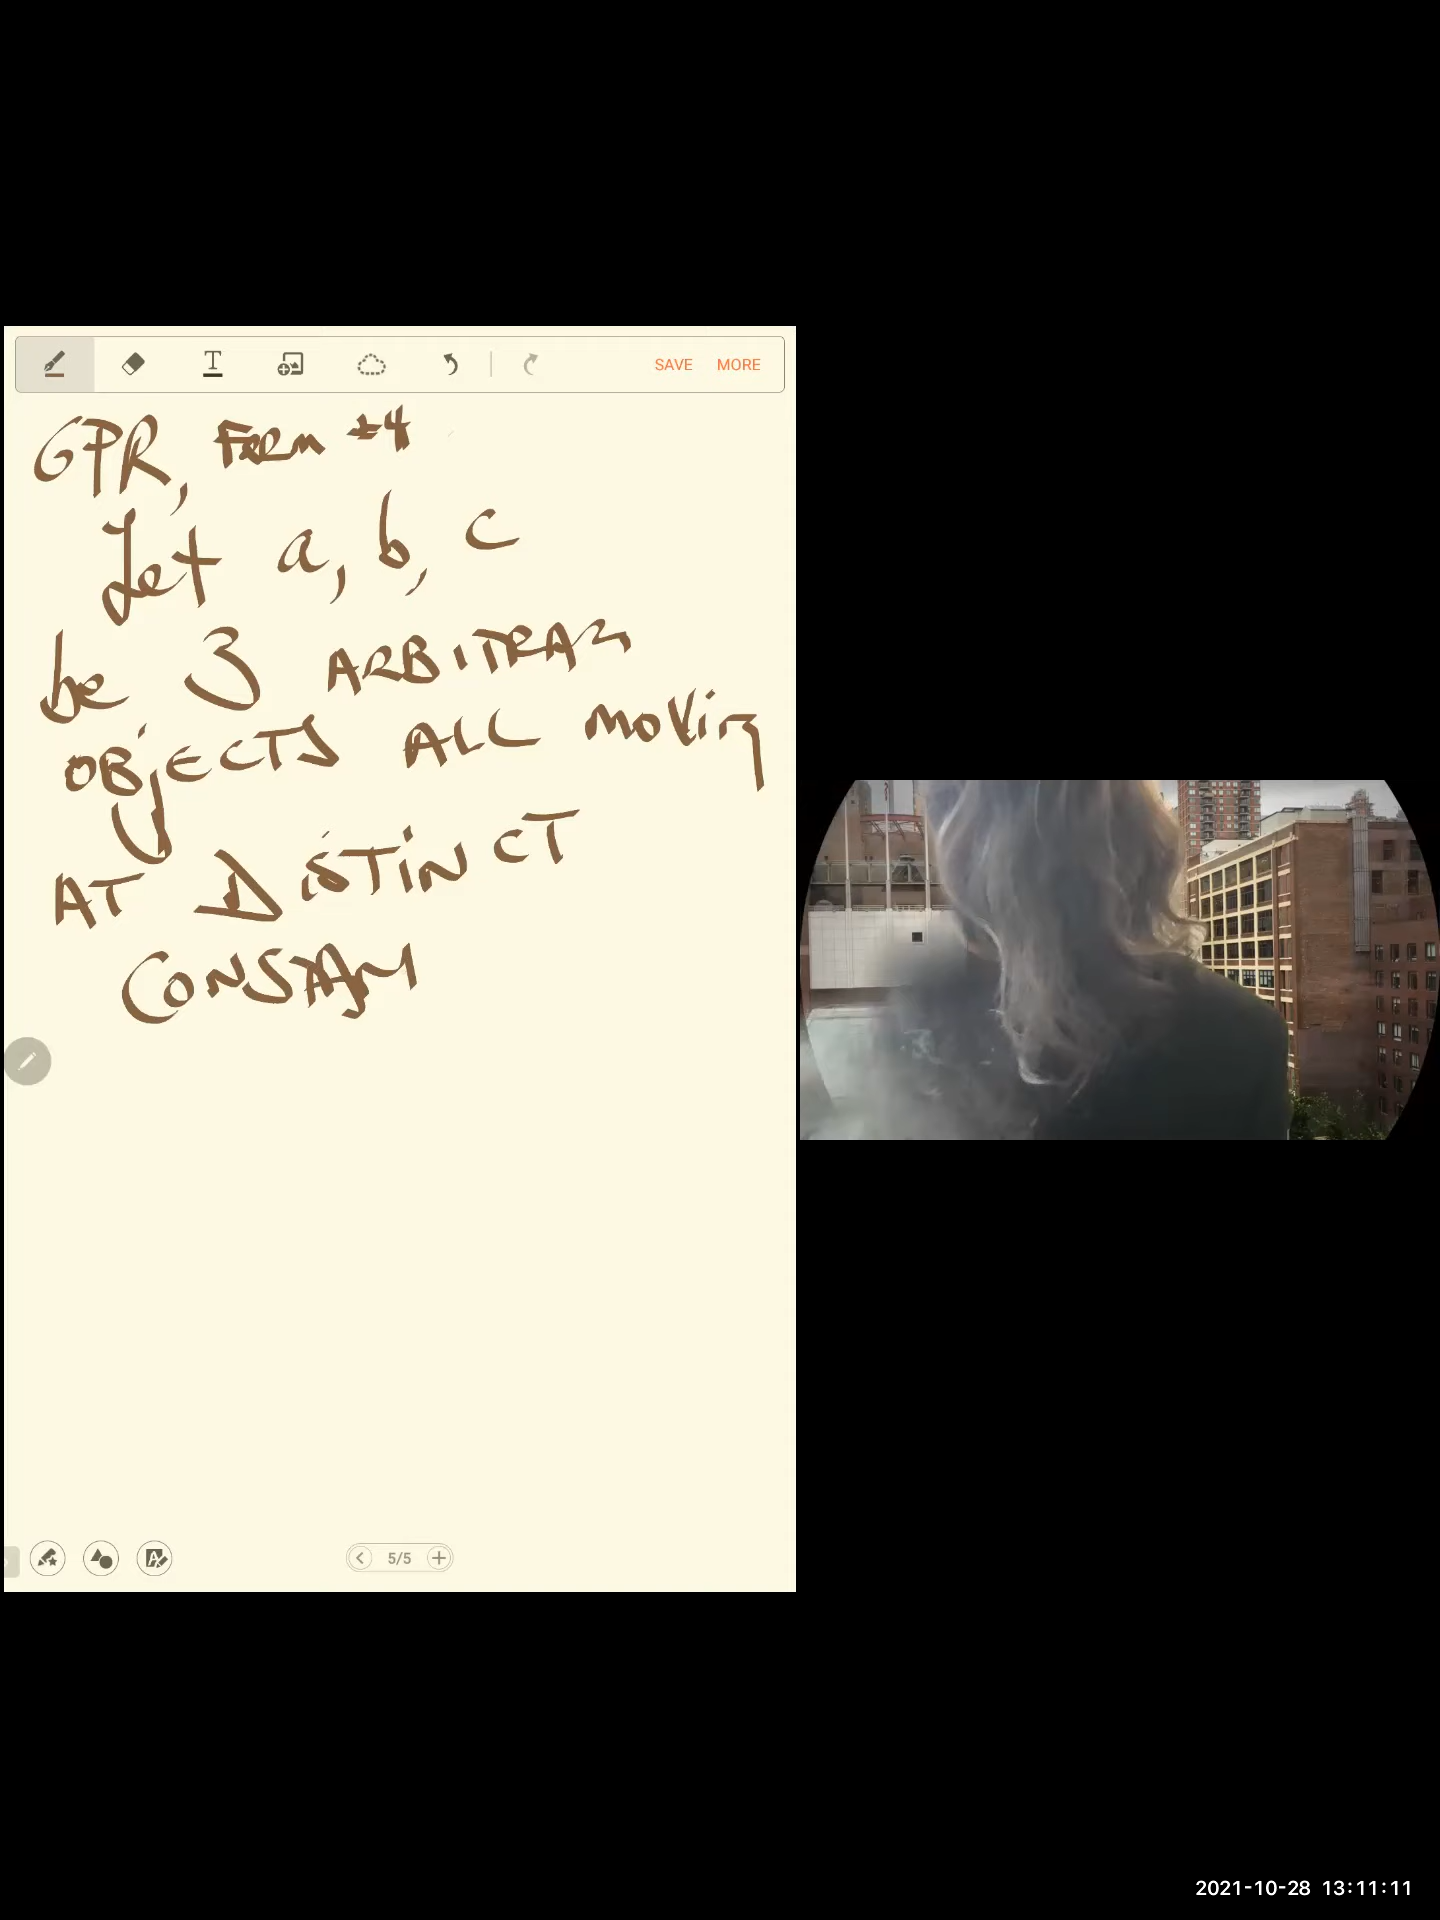 T
SAVE MORE
GPR, Form #4
Let a, b, c
be 3 ARBITRARY
OBJECTS ALL moving
AT DISTINCT
CONSTANT
A
5/5
2021-10-28 13:11:11